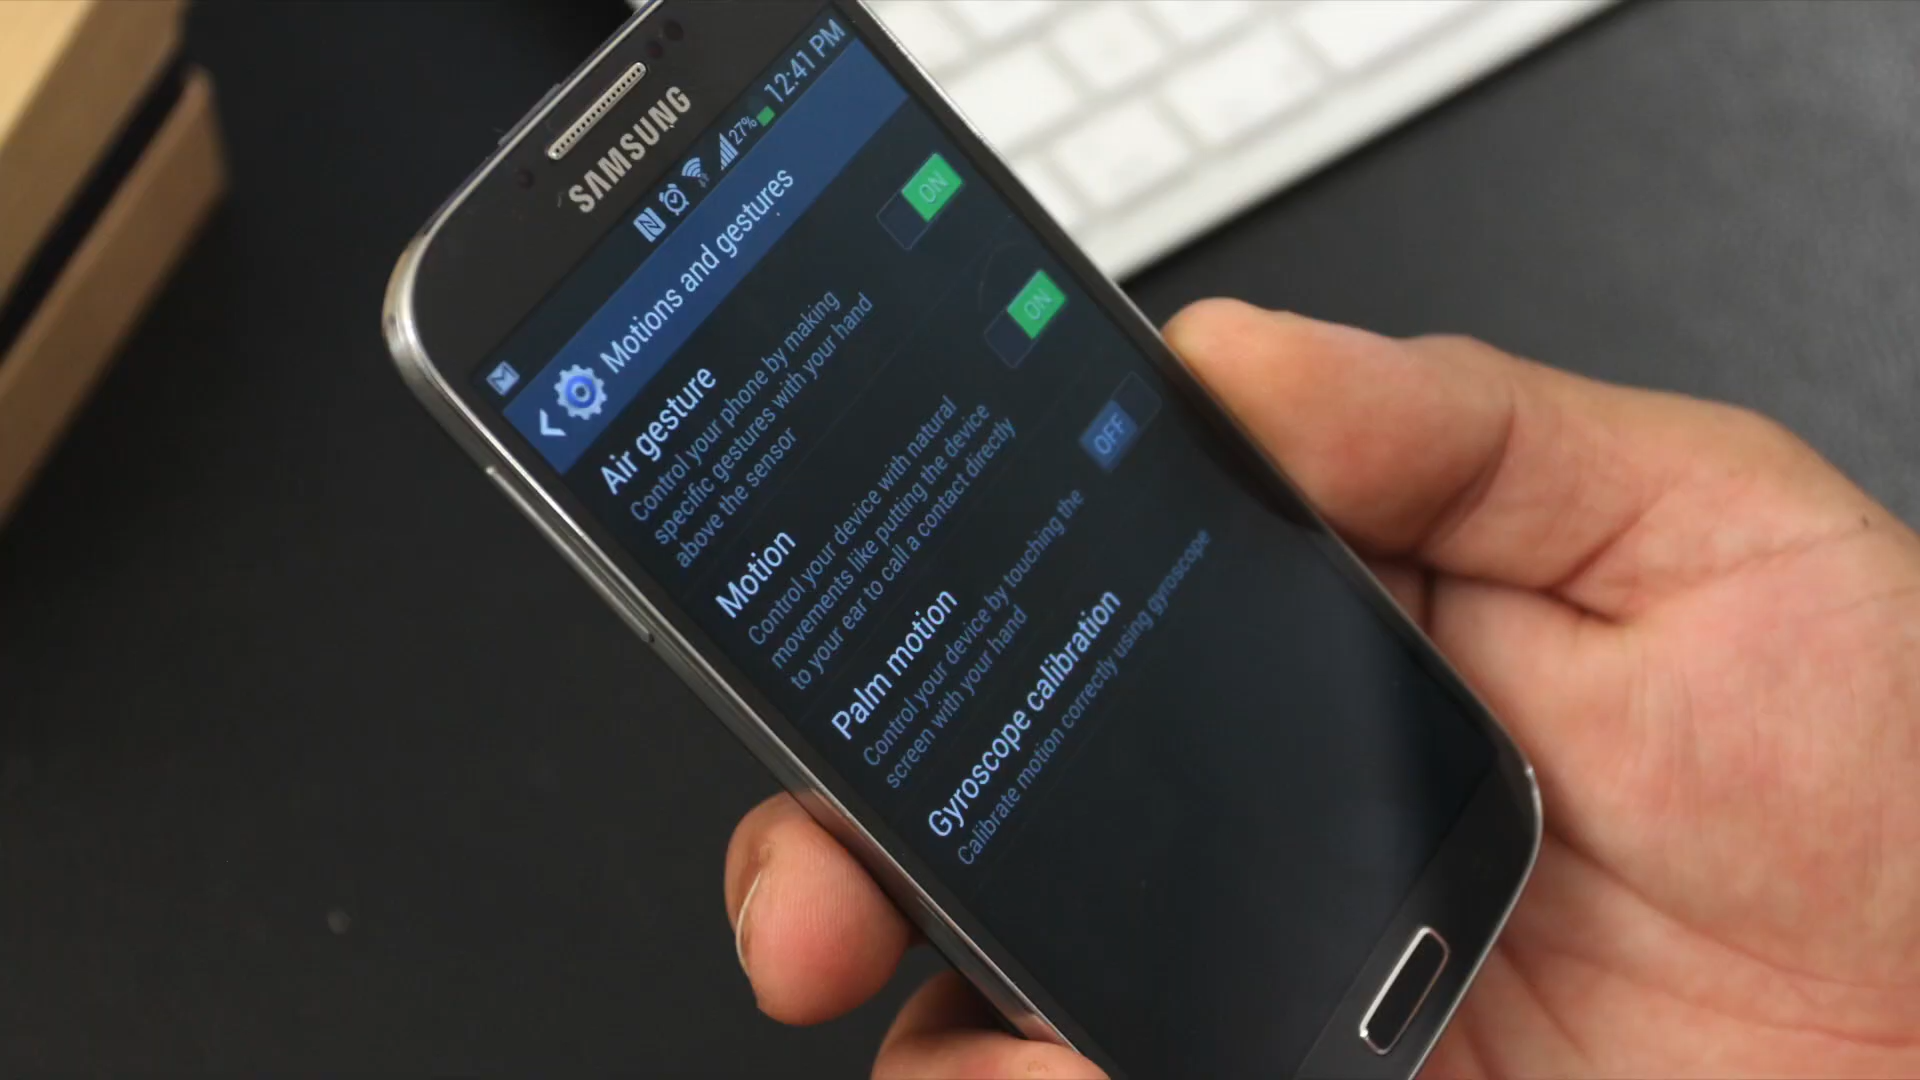 SAMSUNG
27% 12:41 PM
Motions and gestures
Air gesture
Control your phone by making
specific gestures with your hand
above the sensor
ON
Motion
Control your device with natural
movements like putting the device
to your ear to call a contact directly
ON
Palm motion
Control your device by touching the
screen with your hand
OFF
Gyroscope calibration
Calibrate motion correctly using gyroscope